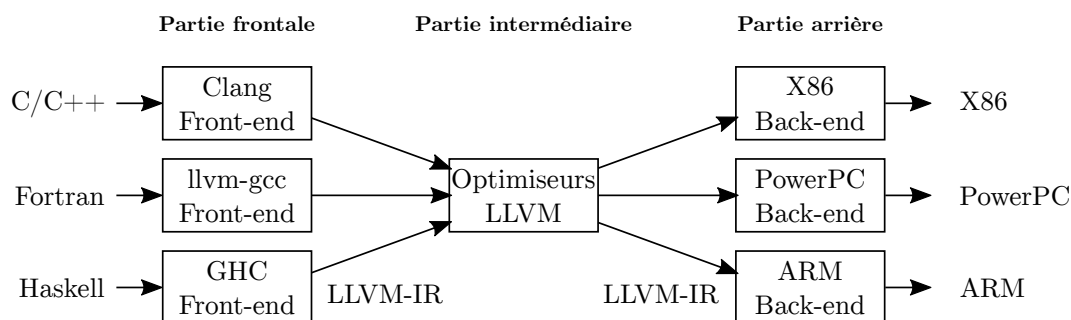 Partie frontale
Partie intermédiaire
Partie arrière
C/C++
Clang
Front-end
X86
Back-end
X86
Fortran
llvm-gcc
Front-end
Optimiseurs
LLVM
PowerPC
Back-end
PowerPC
Haskell
GHC
Front-end
LLVM-IR
LLVM-IR
ARM
Back-end
ARM